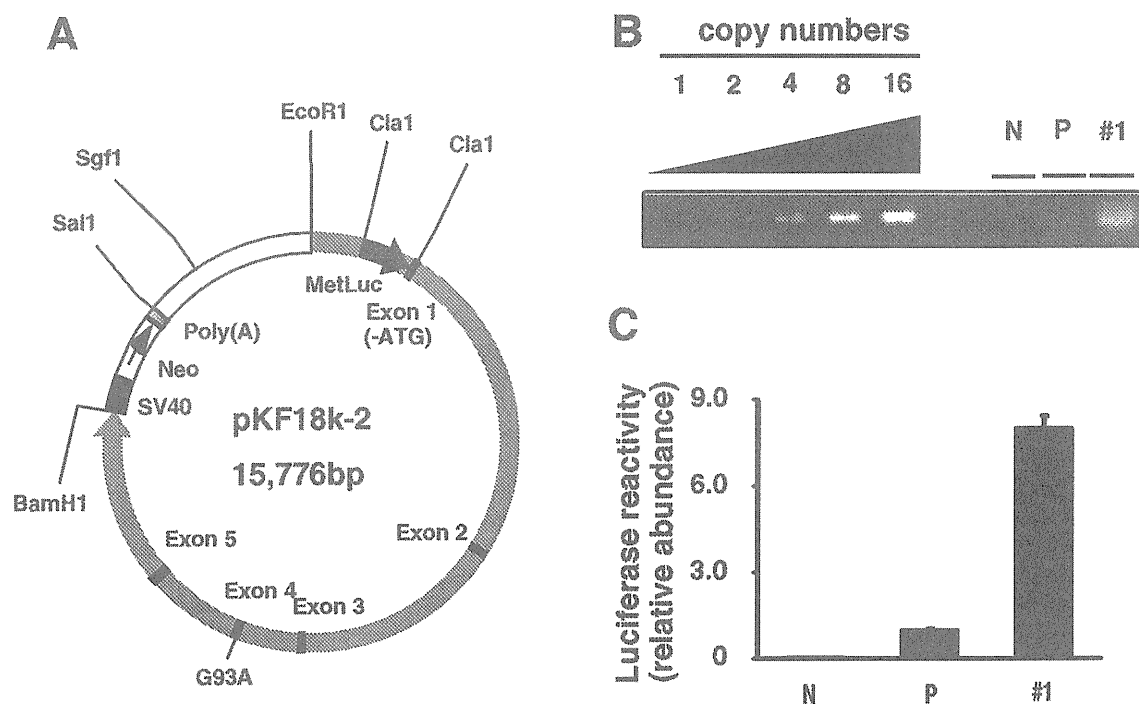 A
EcoR1
Cla1
Cla1
Sgf1
Sal1
MetLuc
Exon 1
(-ATG)
Poly(A)
Neo
SV40
pKF18k-2
15,776bp
BamH1
Exon 2
Exon 5
Exon 4
Exon 3
G93A
B
copy numbers
1 2 4 8 16
N P #1
C
Luciferase reactivity
(relative abundance)
9.0
6.0
3.0
0
N P #1